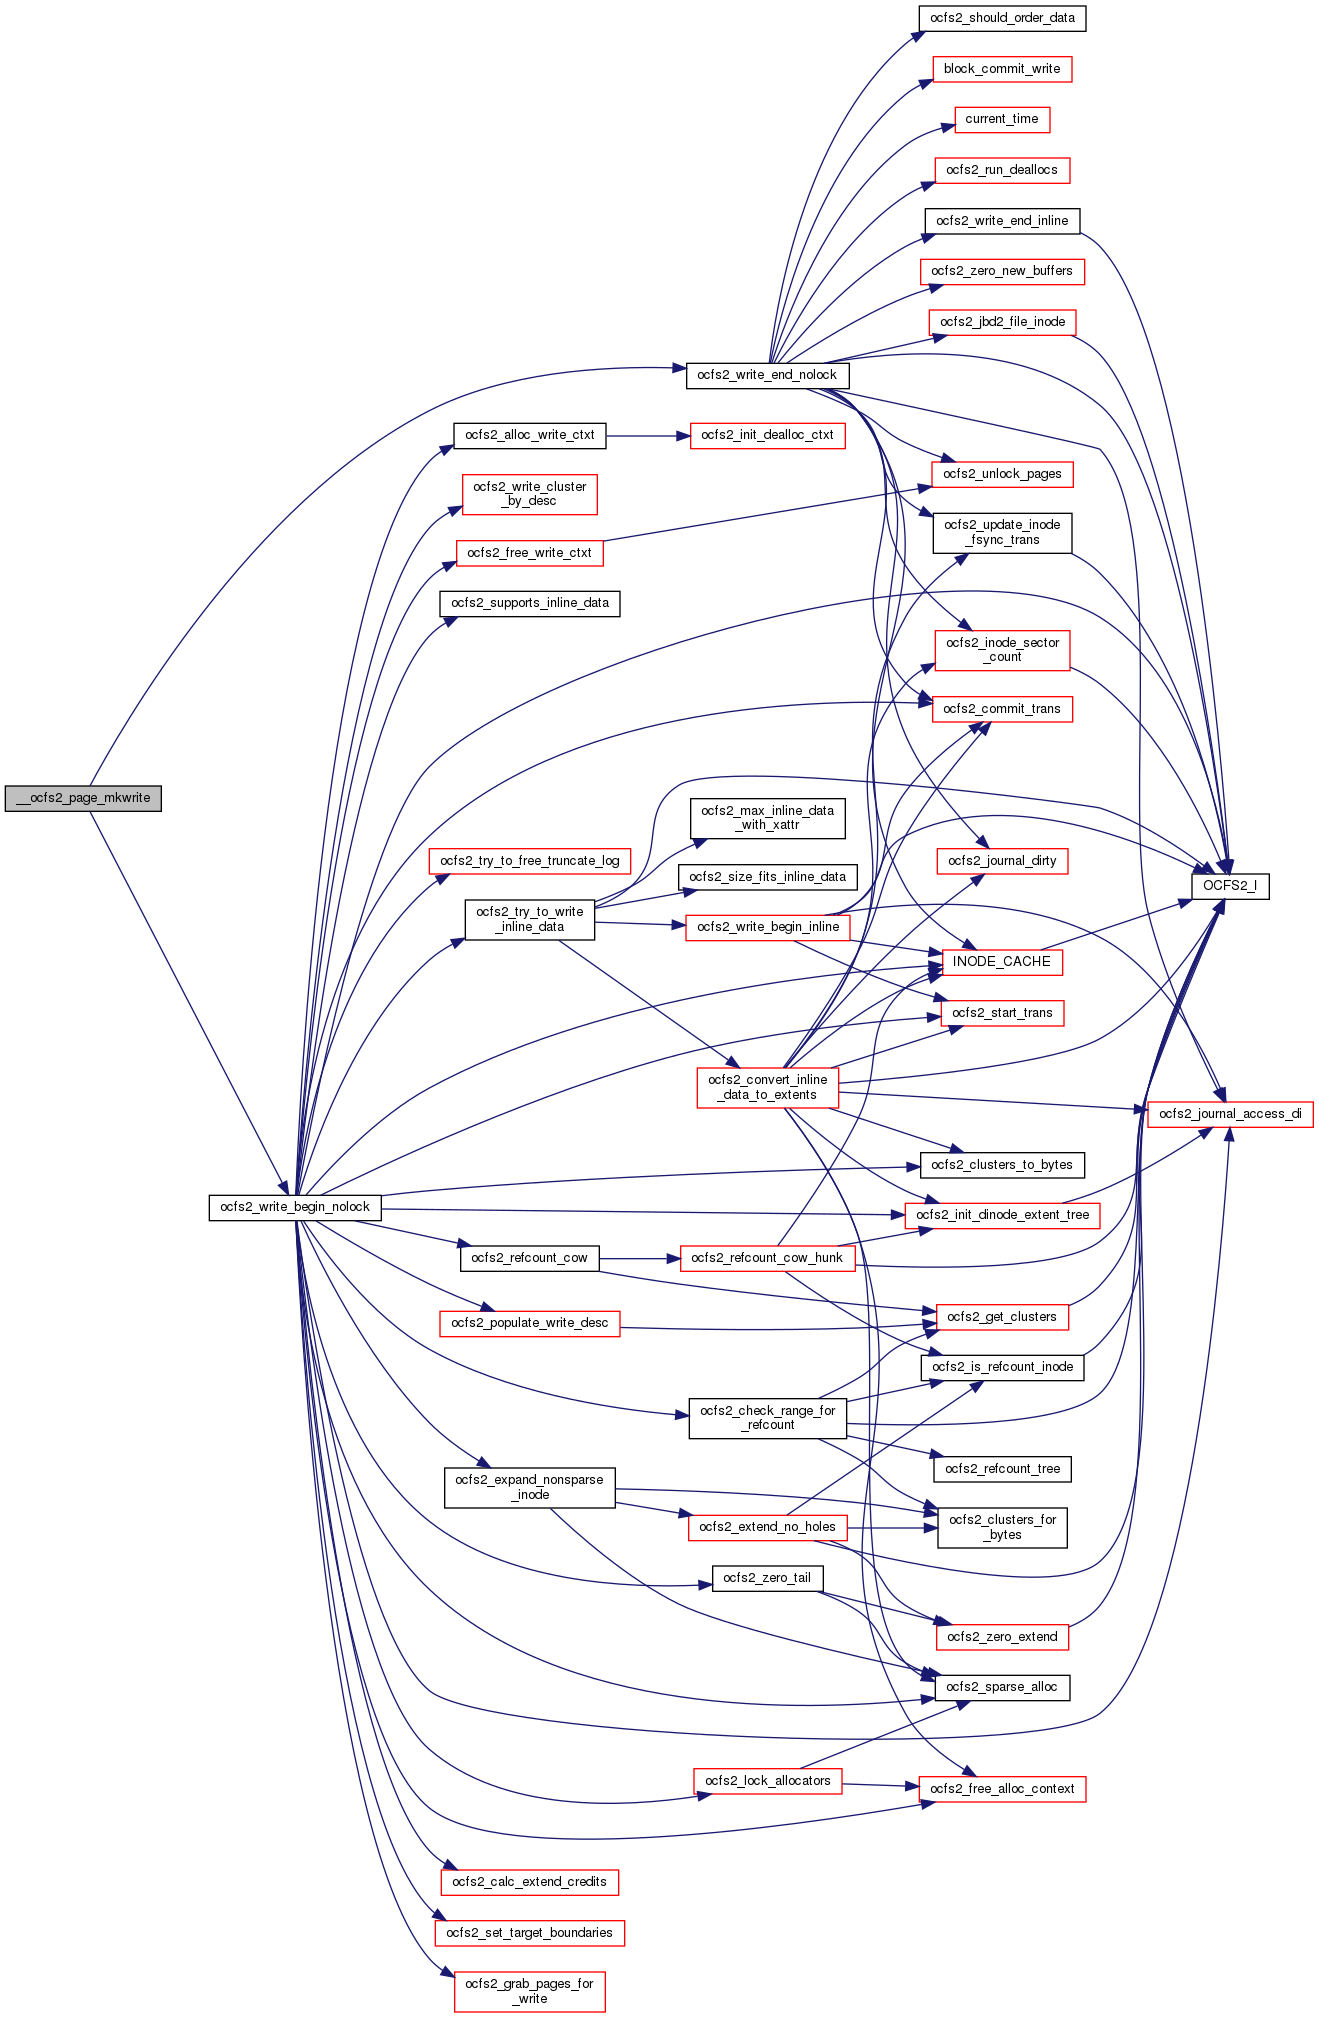 ocfs2_should_order_data
block_commit_write
current_time
ocfs2_run_deallocs
ocfs2_write_end_inline
ocfs2_zero_new_buffers
ocfs2_jbd2_file_inode
ocfs2_write_end_nolock
ocfs2_alloc_write_ctxt
ocfs2_init_dealloc_ctxt
ocfs2_unlock_pages
ocfs2_write_cluster
_by_desc
ocfs2_update_inode
_fsync_trans
ocfs2_free_write_ctxt
ocfs2_supports_inline_data
ocfs2_inode_sector
_count
ocfs2_commit_trans
__ocfs2_page_mkwrite
ocfs2_max_inline_data
_with_xattr
ocfs2_try_to_free_truncate_log
ocfs2_journal_dirty
ocfs2_size_fits_inline_data
OCFS2_I
ocfs2_try_to_write
_inline_data
ocfs2_write_begin_inline
INODE_CACHE
ocfs2_start_trans
ocfs2_convert_inline
_data_to_extents
ocfs2_journal_access_di
ocfs2_clusters_to_bytes
ocfs2_write_begin_nolock
ocfs2_init_dinode_extent_tree
ocfs2_refcount_cow
ocfs2_refcount_cow_hunk
ocfs2_get_clusters
ocfs2_populate_write_desc
ocfs2_is_refcount_inode
ocfs2_check_range_for
_refcount
ocfs2_refcount_tree
ocfs2_expand_nonsparse
_inode
ocfs2_extend_no_holes
ocfs2_clusters_for
_bytes
ocfs2_zero_tail
ocfs2_zero_extend
ocfs2_sparse_alloc
ocfs2_lock_allocators
ocfs2_free_alloc_context
ocfs2_calc_extend_credits
ocfs2_set_target_boundaries
ocfs2_grab_pages_for
_write